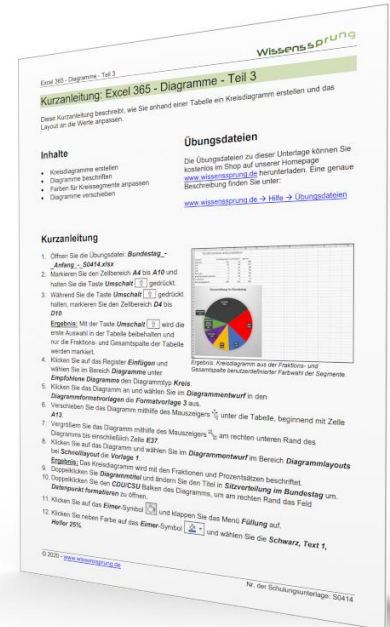 Wissenssprung
Excel 365 - Diagramme - Teil 3
Kurzanleitung: Excel 365 - Diagramme - Teil 3
Diese Kurzanleitung beschreibt, wie Sie anhand einer Tabelle ein Kreisdiagramm erstellen und das
Layout an die Werte anpassen.
Inhalte
• Kreisdiagramme erstellen
• Diagramme beschriften
• Farben für Kreissegmente anpassen
• Diagramme verschieben
Übungsdateien
Die Übungsdateien zu dieser Unterlage können Sie
kostenlos im Shop auf unserer Homepage
www.wissenssprung.de herunterladen. Eine genaue
Beschreibung finden Sie unter:
www.wissenssprung.de → Hilfe → Übungsdateien
Kurzanleitung
1. Öffnen Sie die Übungsdatei: Bundestag_-
_Anfang_-_S0414.xlsx
2. Markieren Sie den Zellbereich A4 bis A10 und
halten Sie die Taste Umschalt ⇧ gedrückt.
3. Während Sie die Taste Umschalt ⇧ gedrückt
halten, markieren Sie den Zellbereich D4 bis
D10.
Ergebnis: Mit der Taste Umschalt ⇧ wird die
erste Auswahl in der Tabelle beibehalten und
nur die Fraktions- und Gesamtspalte der Tabelle
werden markiert.
4. Klicken Sie auf das Register Einfügen und
wählen Sie im Bereich Diagramme unter
Empfohlene Diagramme den Diagrammtyp Kreis.
Ergebnis: Kreisdiagramm aus der Fraktions- und
Gesamtspalte benutzerdefinierter Farbwahl der Segmente.
5. Klicken Sie das Diagramm an und wählen Sie im Diagrammentwurf in den
Diagrammformatvorlagen die Formatvorlage 3 aus.
6. Verschieben Sie das Diagramm mithilfe des Mauszeigers unter die Tabelle, beginnend mit Zelle
A13.
7. Vergrößern Sie das Diagramm mithilfe des Mauszeigers am rechten unteren Rand des
Diagramms bis einschließlich Zelle E37.
8. Klicken Sie auf das Diagramm und wählen Sie im Diagrammentwurf im Bereich Diagrammlayouts
bei Schnelllayout die Vorlage 1.
Ergebnis: Das Kreisdiagramm wird mit den Fraktionen und Prozentsätzen beschriftet.
9. Doppelklicken Sie Diagrammtitel und ändern Sie den Titel in Sitzverteilung im Bundestag um.
10. Doppelklicken Sie den CDU/CSU Balken des Diagramms, um am rechten Rand das Feld
Datenpunkt formatieren zu öffnen.
11. Klicken Sie auf das Eimer-Symbol und klappen Sie das Menü Füllung auf.
12. Klicken Sie neben Farbe auf das Eimer-Symbol und wählen Sie die Schwarz, Text 1,
Heller 25%.
© 2020 - www.wissenssprung.de
Nr. der Schulungsunterlage: S0414